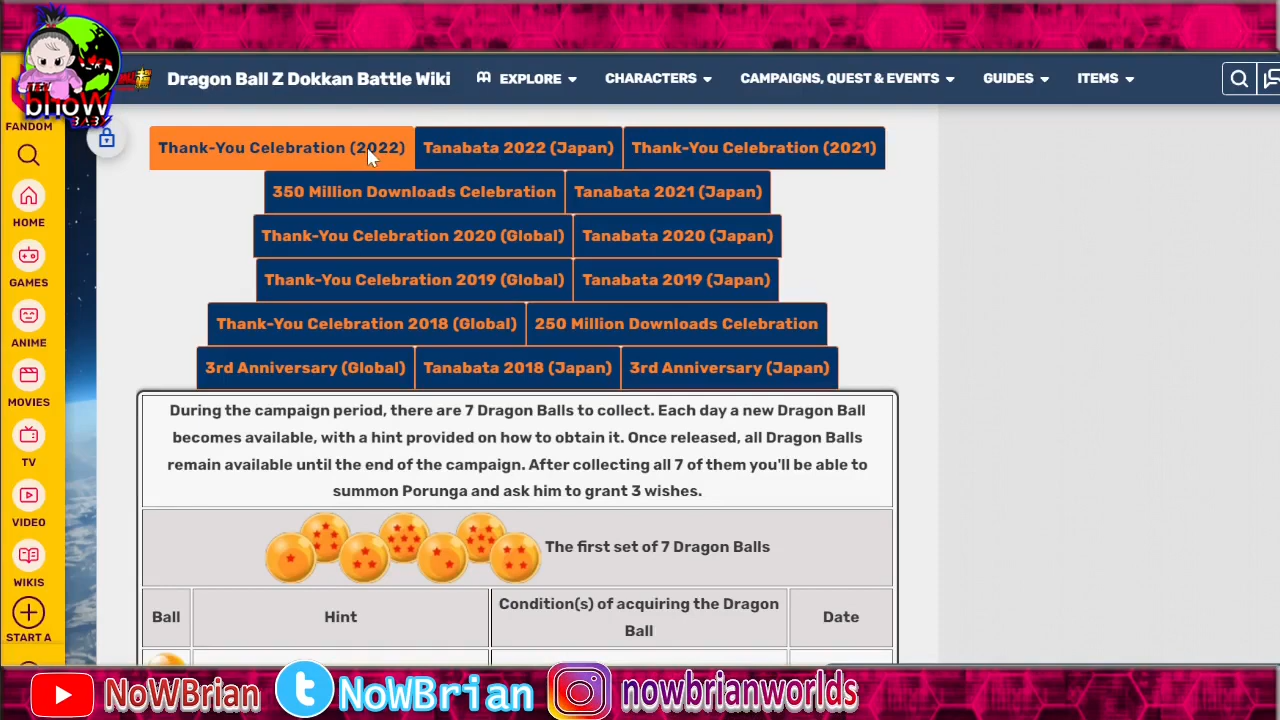 bhoW
BABY
Dragon Ball Z Dokkan Battle Wiki
EXPLORE
CHARACTERS
CAMPAIGNS, QUEST & EVENTS
GUIDES
ITEMS
FANDOM
HOME
GAMES
ANIME
MOVIES
TV
VIDEO
WIKIS
START A
Thank-You Celebration (2022)
Tanabata 2022 (Japan)
Thank-You Celebration (2021)
350 Million Downloads Celebration
Tanabata 2021 (Japan)
Thank-You Celebration 2020 (Global)
Tanabata 2020 (Japan)
Thank-You Celebration 2019 (Global)
Tanabata 2019 (Japan)
Thank-You Celebration 2018 (Global)
250 Million Downloads Celebration
3rd Anniversary (Global)
Tanabata 2018 (Japan)
3rd Anniversary (Japan)
During the campaign period, there are 7 Dragon Balls to collect. Each day a new Dragon Ball
becomes available, with a hint provided on how to obtain it. Once released, all Dragon Balls
remain available until the end of the campaign. After collecting all 7 of them you'll be able to
summon Porunga and ask him to grant 3 wishes.
The first set of 7 Dragon Balls
Ball
Hint
Condition(s) of acquiring the Dragon
Ball
Date
NoWBrian
NoWBrian
nowbrianworlds